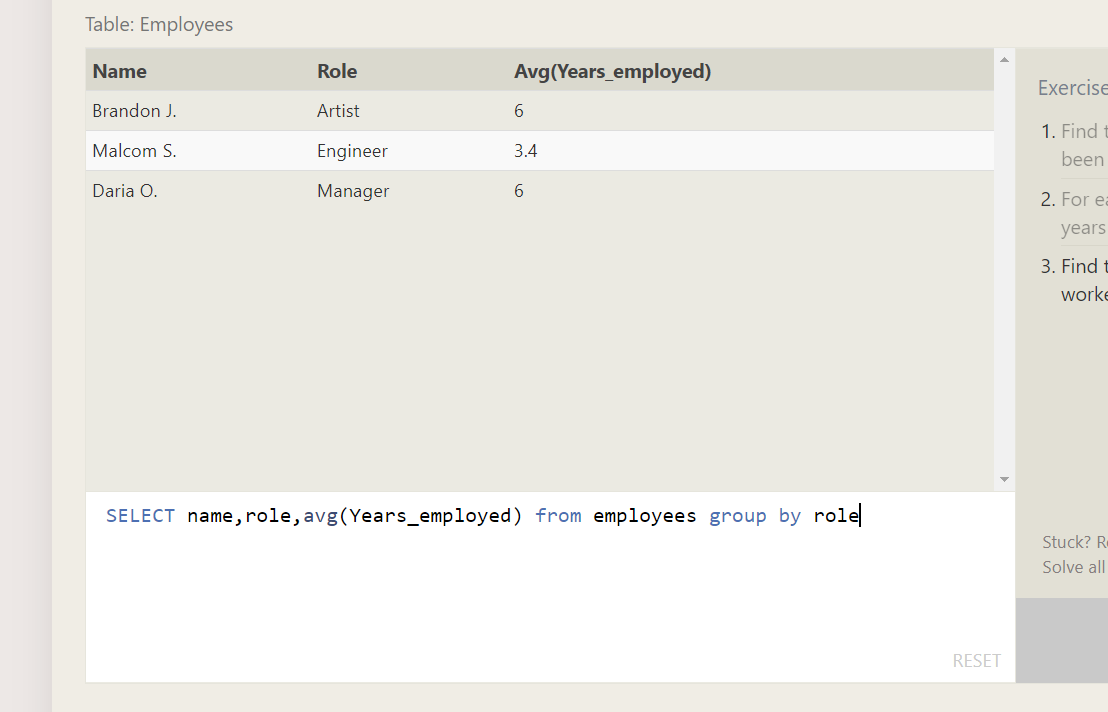 Table: Employees
Name Role Avg(Years_employed)
Brandon J. Artist 6
Malcom S. Engineer 3.4
Daria O. Manager 6
Exercise
1. Find t
been
2. For ea
years
3. Find t
worke
SELECT name,role,avg(Years_employed) from employees group by role
Stuck? Re
Solve all
RESET